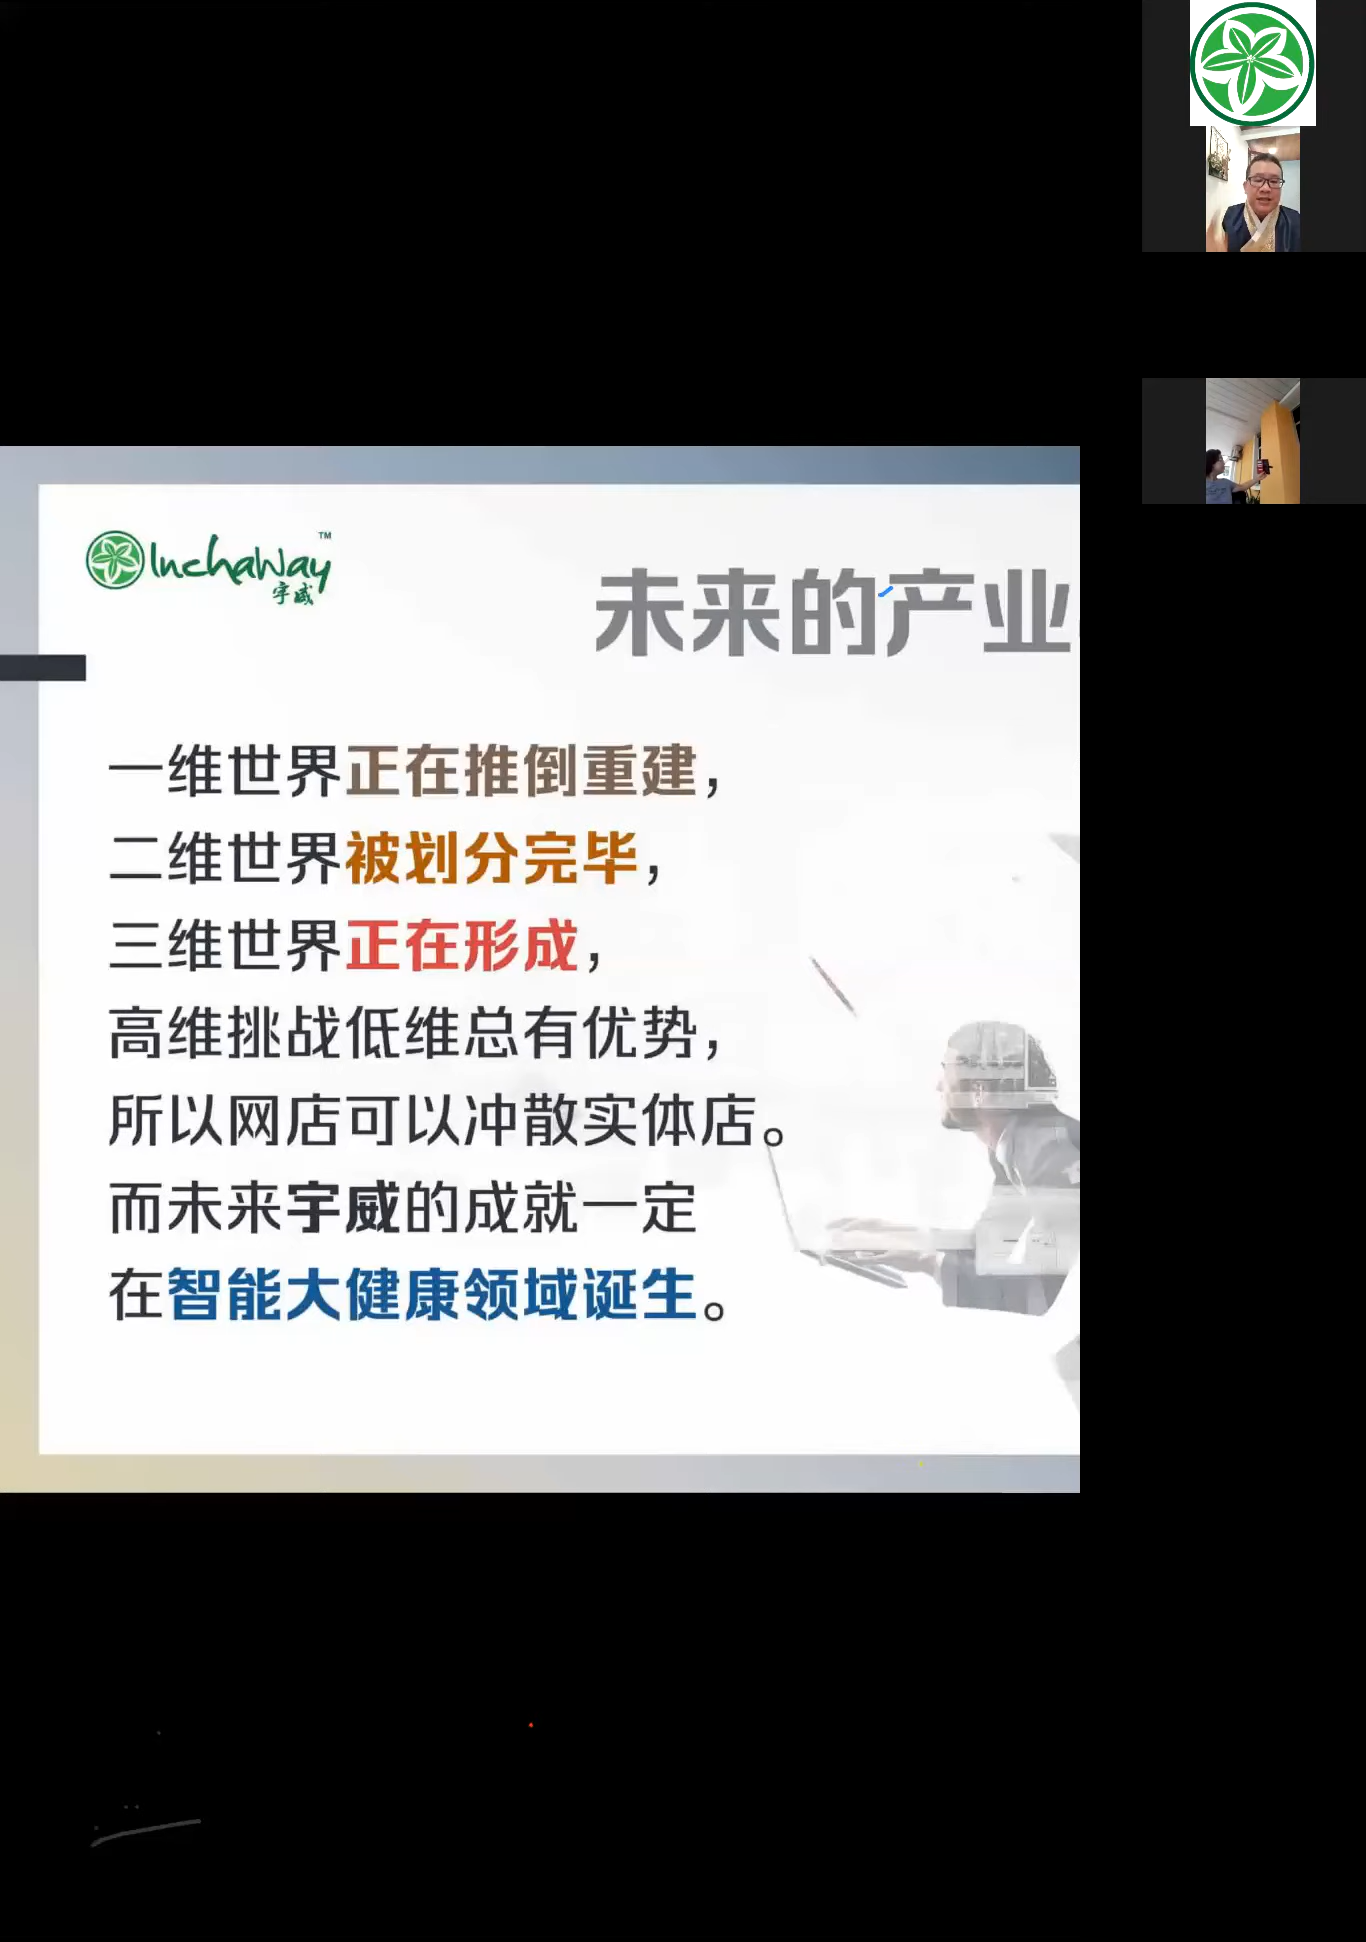 InchaWay™
宇威
未来的产业
一维世界正在推倒重建，
二维世界被划分完毕，
三维世界正在形成，
高维挑战低维总有优势，
所以网店可以冲散实体店。
而未来宇威的成就一定
在智能大健康领域诞生。